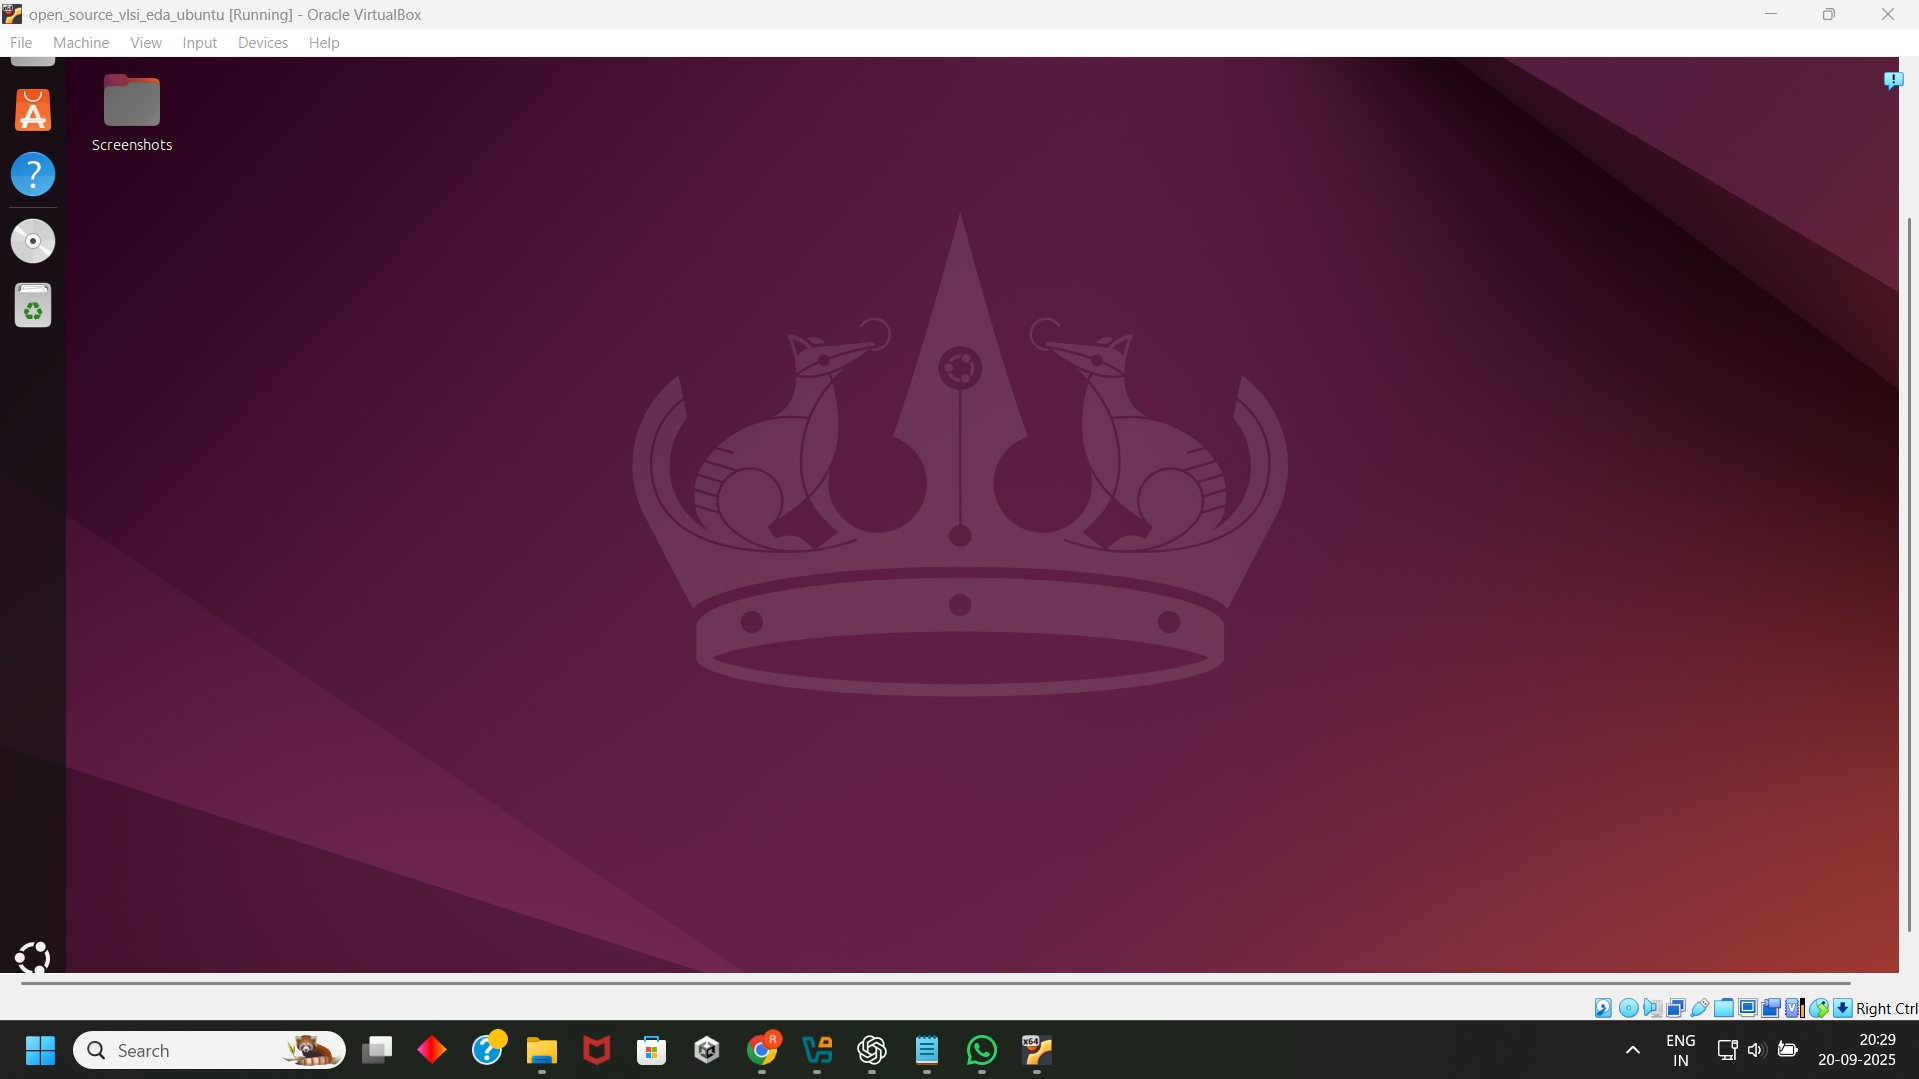 open_source_vlsi_eda_ubuntu [Running] - Oracle VirtualBox
File Machine View Input Devices Help
Screenshots
Right Ctrl
Search
R
x64
ENG
IN
20:29
20-09-2025